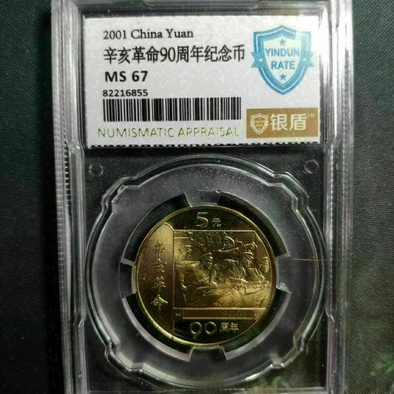 2001 China Yuan
辛亥革命90周年纪念币
MS 67
82216855
YINDUN
RATE
NUMISMATIC APPRAISAL
银盾
5元
辛亥革命
90周年